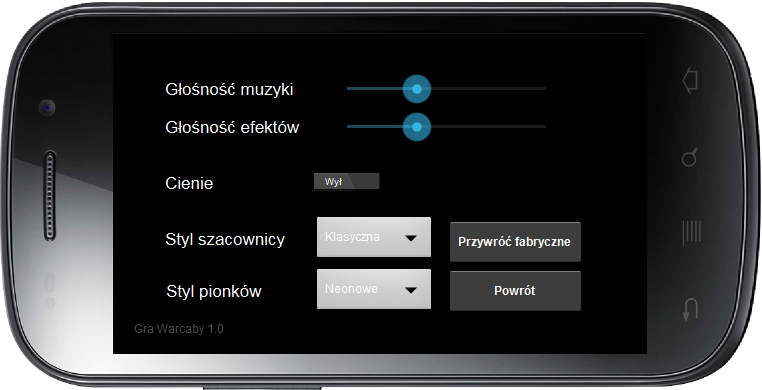 Głośność muzyki
Głośność efektów
Cienie Wył
Styl szacownicy Klasyczna Przywróć fabryczne
Styl pionków Neonowe Powrót
Gra Warcaby 1.0